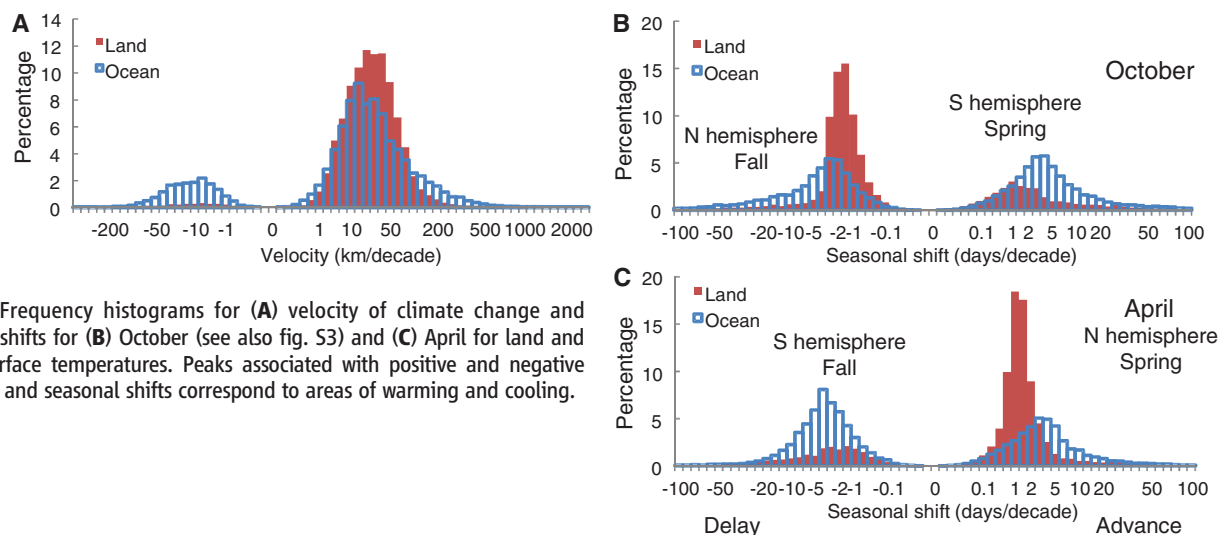 A
14
12
10
8
6
4
2
0
Percentage
Land
Ocean
-200 -50 -10 -1 0 1 10 50 200 500 1000 2000
Velocity (km/decade)
B
20
15
10
5
0
Percentage
Land
Ocean
October
N hemisphere
Fall
S hemisphere
Spring
-100 -50 -20 -10 -5 -2 -1 -0.1 0 0.1 1 2 5 10 20 50 100
Seasonal shift (days/decade)
Frequency histograms for (A) velocity of climate change and
shifts for (B) October (see also fig. S3) and (C) April for land and
rface temperatures. Peaks associated with positive and negative
and seasonal shifts correspond to areas of warming and cooling.
C
20
15
10
5
0
Percentage
Land
Ocean
S hemisphere
Fall
April
N hemisphere
Spring
-100 -50 -20 -10 -5 -2 -1 -0.1 0 0.1 1 2 5 10 20 50 100
Seasonal shift (days/decade)
Delay Advance